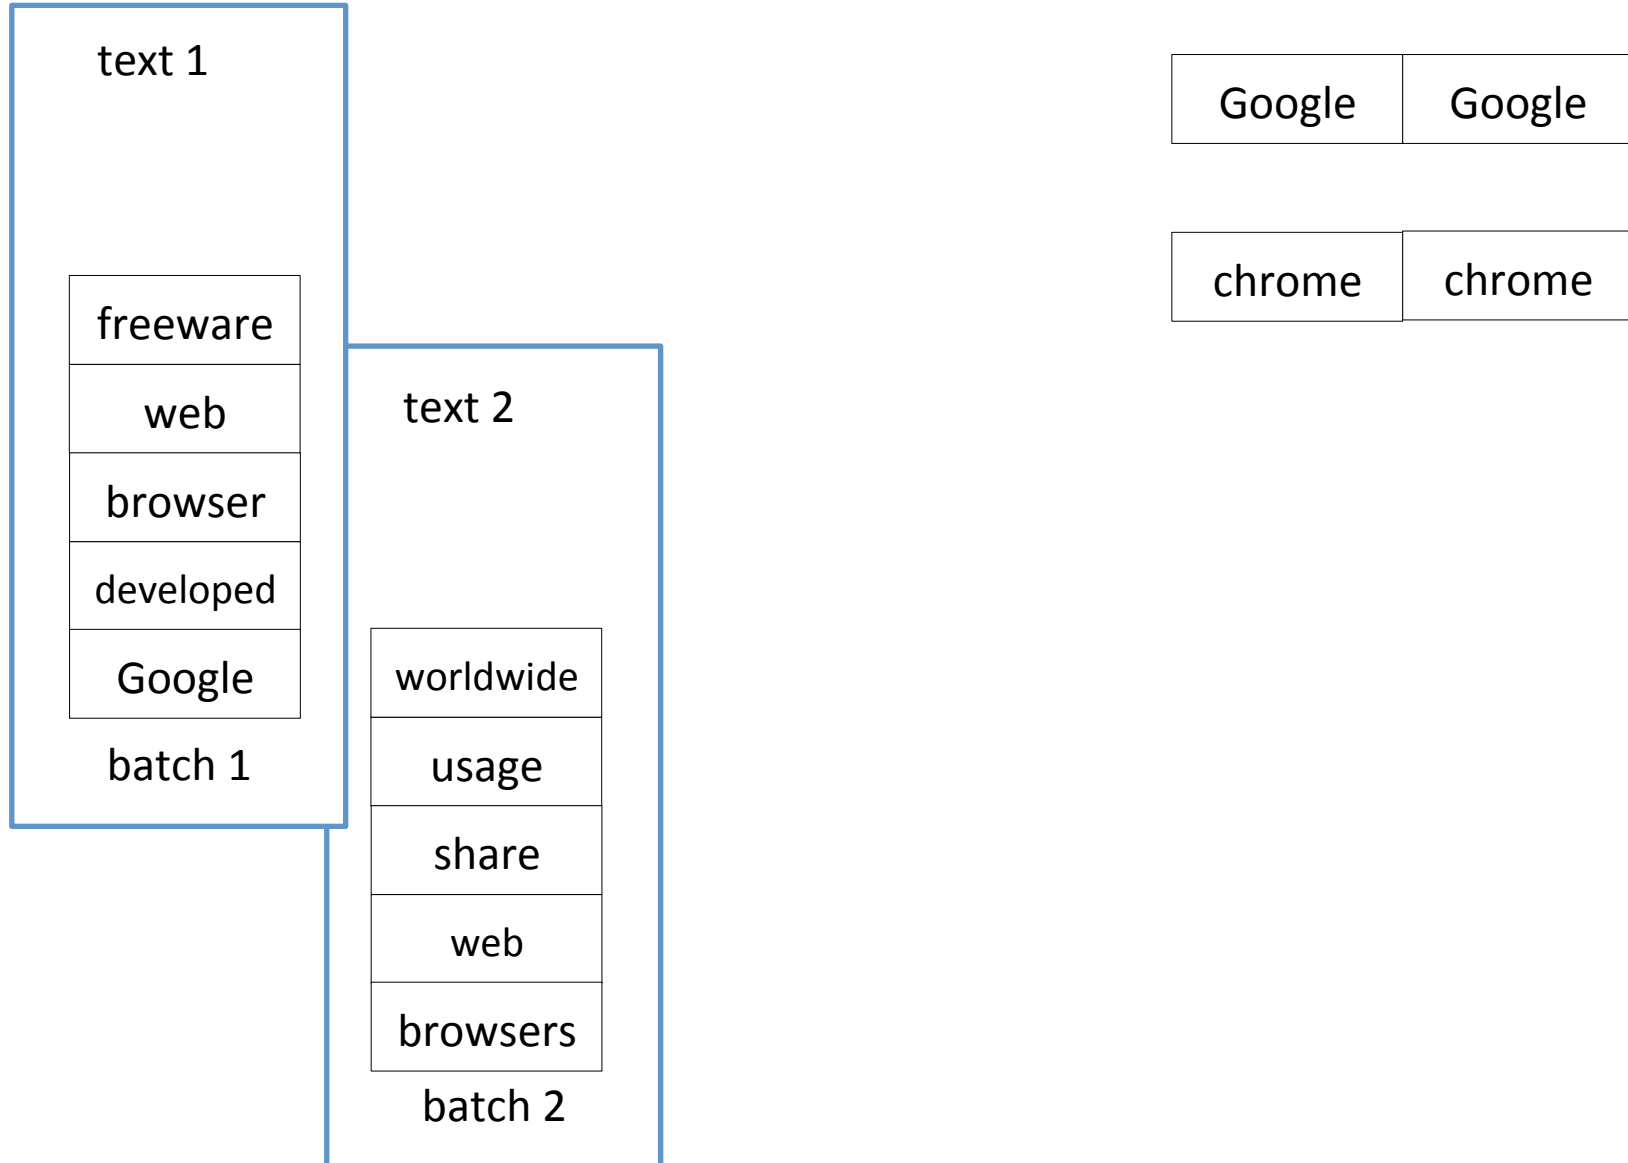 text 1
freeware
web
browser
developed
Google
batch 1
text 2
worldwide
usage
share
web
browsers
batch 2
Google Google
chrome chrome